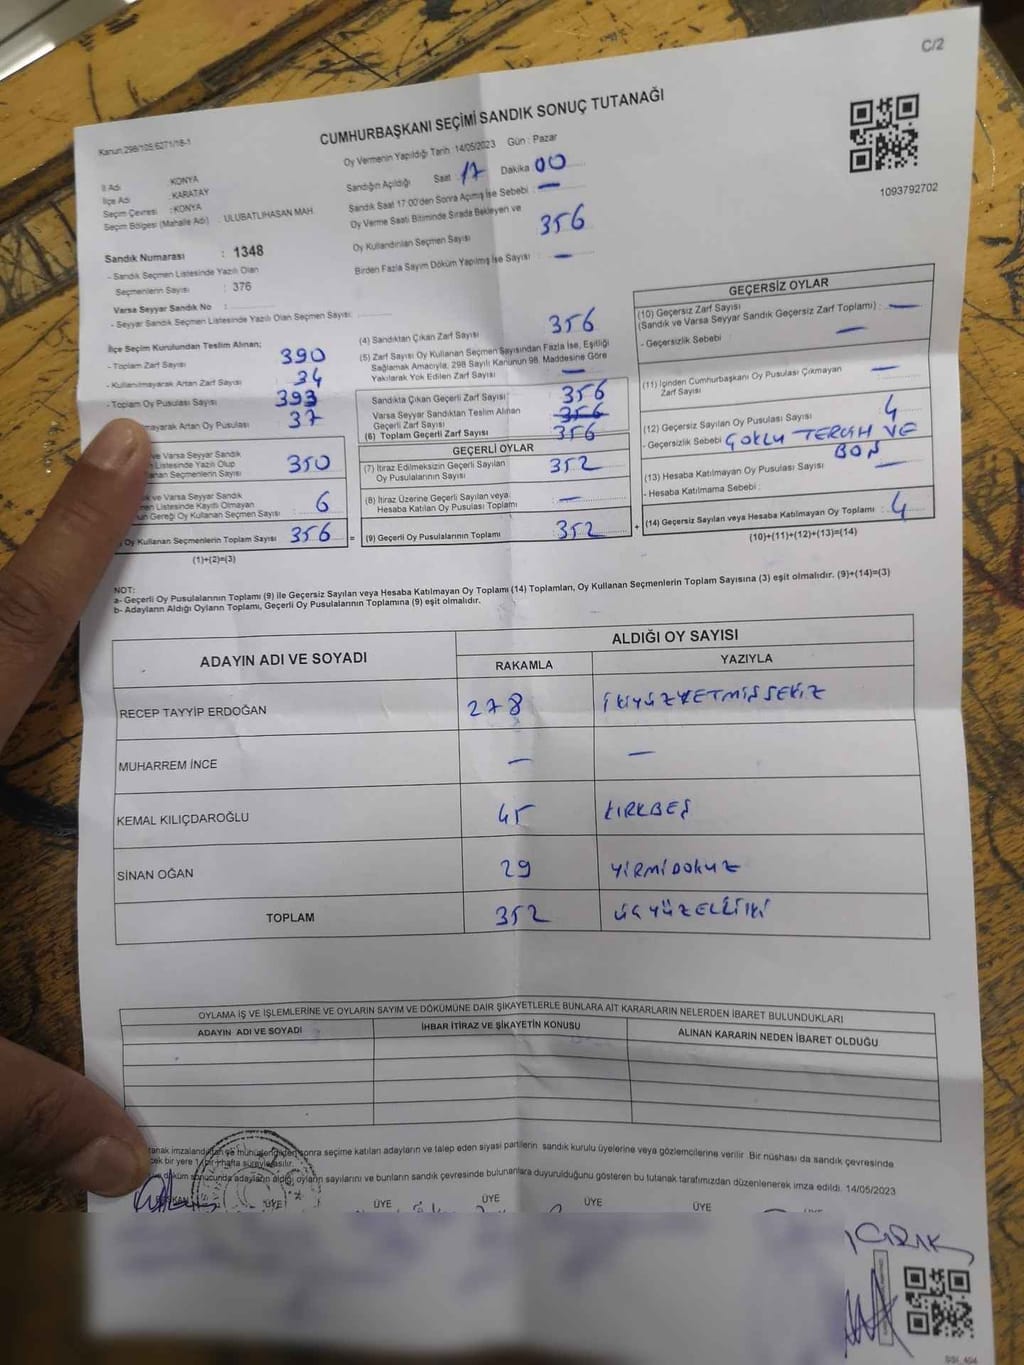 C/2
Kanun:298/105,6271/18-1
CUMHURBAŞKANI SEÇİMİ SANDIK SONUÇ TUTANAĞI
Oy Vermenin Yapıldığı Tarih :14/05/2023 Gün : Pazar
1093792702
İl Adı :KONYA
İlçe Adı :KARATAY
Seçim Çevresi :KONYA
Seçim Bölgesi (Mahalle Adı) : ULUBATLIHASAN MAH.
Sandık Numarası : 1348
- Sandık Seçmen Listesinde Yazılı Olan
Seçmenlerin Sayısı : 376
Varsa Seyyar Sandık No :
- Seyyar Sandık Seçmen Listesinde Yazılı Olan Seçmen Sayısı:
Sandığın Açıldığı Saat 17 Dakika 00
Sandık Saat 17:00'den Sonra Açımış İse Sebebi : —
Oy Verme Saati Bitiminde Sırada Bekleyen ve
Oy Kullandırılan Seçmen Sayısı 356
Birden Fazla Sayım Döküm Yapılmış İse Sayısı : —
İlçe Seçim Kurulundan Teslim Alınan;
- Toplam Zarf Sayısı 390
- Kullanılmayarak Artan Zarf Sayısı 34
- Toplam Oy Pusulası Sayısı 393
mayarak Artan Oy Pusulası 37
ve Varsa Seyyar Sandık
Listesinde Yazılı Olup
anan Seçmenlerin Sayısı 350
k ve Varsa Seyyar Sandık
men Listesinde Kayıtlı Olmayan
un Gereği Oy Kullanan Seçmen Sayısı 6
Oy Kullanan Seçmenlerin Toplam Sayısı 356 =
(1)+(2)=(3)
(4) Sandıktan Çıkan Zarf Sayısı 356
(5) Zarf Sayısı Oy Kullanan Seçmen Sayısından Fazla İse, Eşitliği
Sağlamak Amacıyla, 298 Sayılı Kanunun 98. Maddesine Göre
Yakılarak Yok Edilen Zarf Sayısı —
Sandıkta Çıkan Geçerli Zarf Sayısı 356
Varsa Seyyar Sandıktan Teslim Alınan
Geçerli Zarf Sayısı 356
(6) Toplam Geçerli Zarf Sayısı 356
GEÇERLİ OYLAR
(7) İtiraz Edilmeksizin Geçerli Sayılan
Oy Pusulalarının Sayısı 352
(8) İtiraz Üzerine Geçerli Sayılan veya
Hesaba Katılan Oy Pusulası Toplamı —
(9) Geçerli Oy Pusulalarının Toplamı 352 +
GEÇERSİZ OYLAR
(10) Geçersiz Zarf Sayısı
(Sandık ve Varsa Seyyar Sandık Geçersiz Zarf Toplamı) : —
- Geçersizlik Sebebi —
(11) İçinden Cumhurbaşkanı Oy Pusulası Çıkmayan
Zarf Sayısı —
(12) Geçersiz Sayılan Oy Pusulası Sayısı 4
- Geçersizlik Sebebi ÇOKLU TERCİH VE
BOŞ
(13) Hesaba Katılmayan Oy Pusulası Sayısı —
- Hesaba Katılmama Sebebi :
(14) Geçersiz Sayılan veya Hesaba Katılmayan Oy Toplamı : 4
(10)+(11)+(12)+(13)=(14)
NOT:
a- Geçerli Oy Pusulalarının Toplamı (9) ile Geçersiz Sayılan veya Hesaba Katılmayan Oy Toplamı (14) Toplamları, Oy Kullanan Seçmenlerin Toplam Sayısına (3) eşit olmalıdır. (9)+(14)=(3)
b- Adayların Aldığı Oyların Toplamı, Geçerli Oy Pusulalarının Toplamına (9) eşit olmalıdır.
ADAYIN ADI VE SOYADI
ALDIĞI OY SAYISI
RAKAMLA YAZIYLA
RECEP TAYYİP ERDOĞAN 278 İKİYÜZYETMİŞSEKİZ
MUHARREM İNCE — —
KEMAL KILIÇDAROĞLU 45 KIRKBEŞ
SİNAN OĞAN 29 YİRMİDOKUZ
TOPLAM 352 ÜÇYÜZELLİİKİ
OYLAMA İŞ VE İŞLEMLERİNE VE OYLARIN SAYIM VE DÖKÜMÜNE DAİR ŞİKAYETLERLE BUNLARA AİT KARARLARIN NELERDEN İBARET BULUNDUKLARI
ADAYIN ADI VE SOYADI İHBAR İTİRAZ VE ŞİKAYETİN KONUSU ALINAN KARARIN NEDEN İBARET OLDUĞU
sonra seçime katılan adayların ve talep eden siyasi partilerin sandık kurulu üyelerine veya gözlemcilerine verilir. Bir nüshası da sandık çevresinde
cek bir yere 1 bir hafta süreyle asılır.
döküm sonucunda adayların aldığı oyların sayılarını ve bunların sandık çevresinde bulunanlara duyurulduğunu gösteren bu tutanak tarafımızdan düzenlenerek imza edildi. 14/05/2023
BAŞKAN ÜYE ÜYE ÜYE ÜYE ÜYE